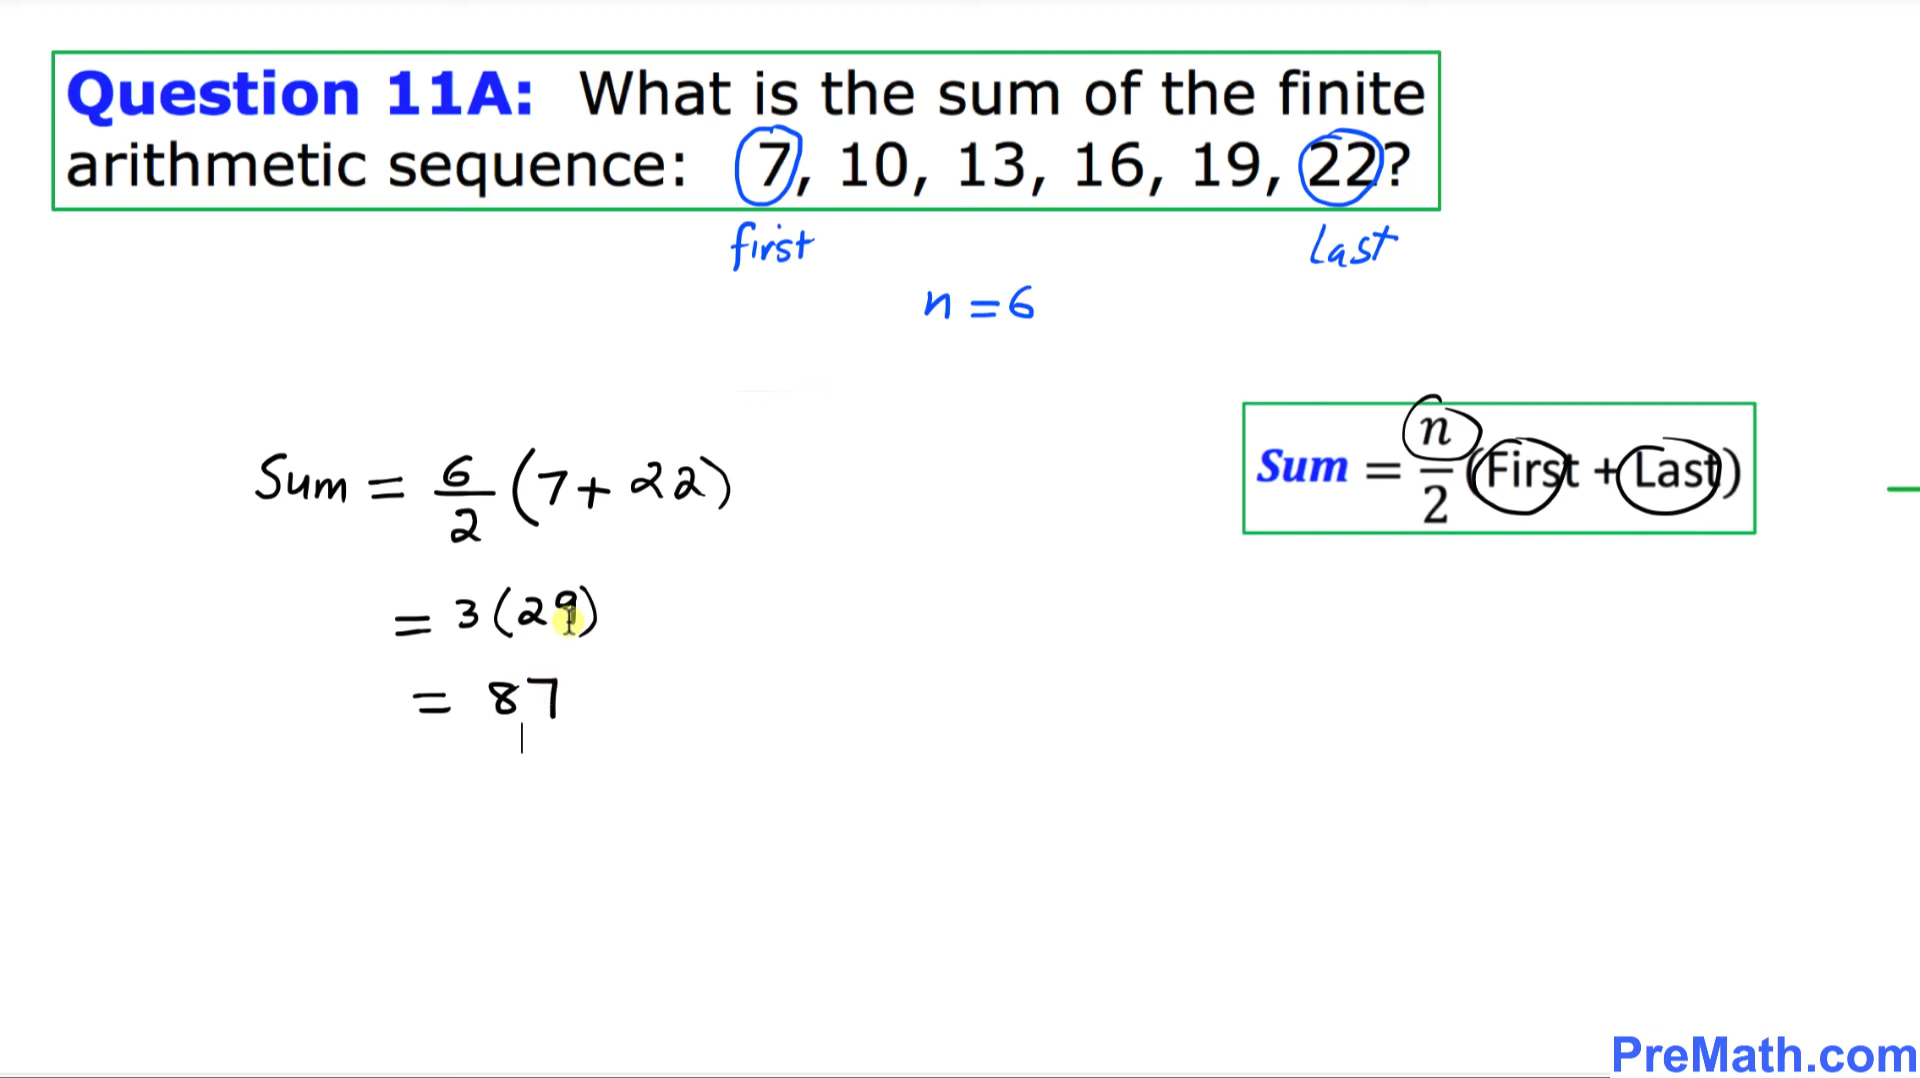 Question 11A: What is the sum of the finite
arithmetic sequence: 7, 10, 13, 16, 19, 22?
first last
n = 6
Sum = 6/2 (7 + 22)
Sum = n/2 (First + Last)
= 3 (29)
= 87
PreMath.com